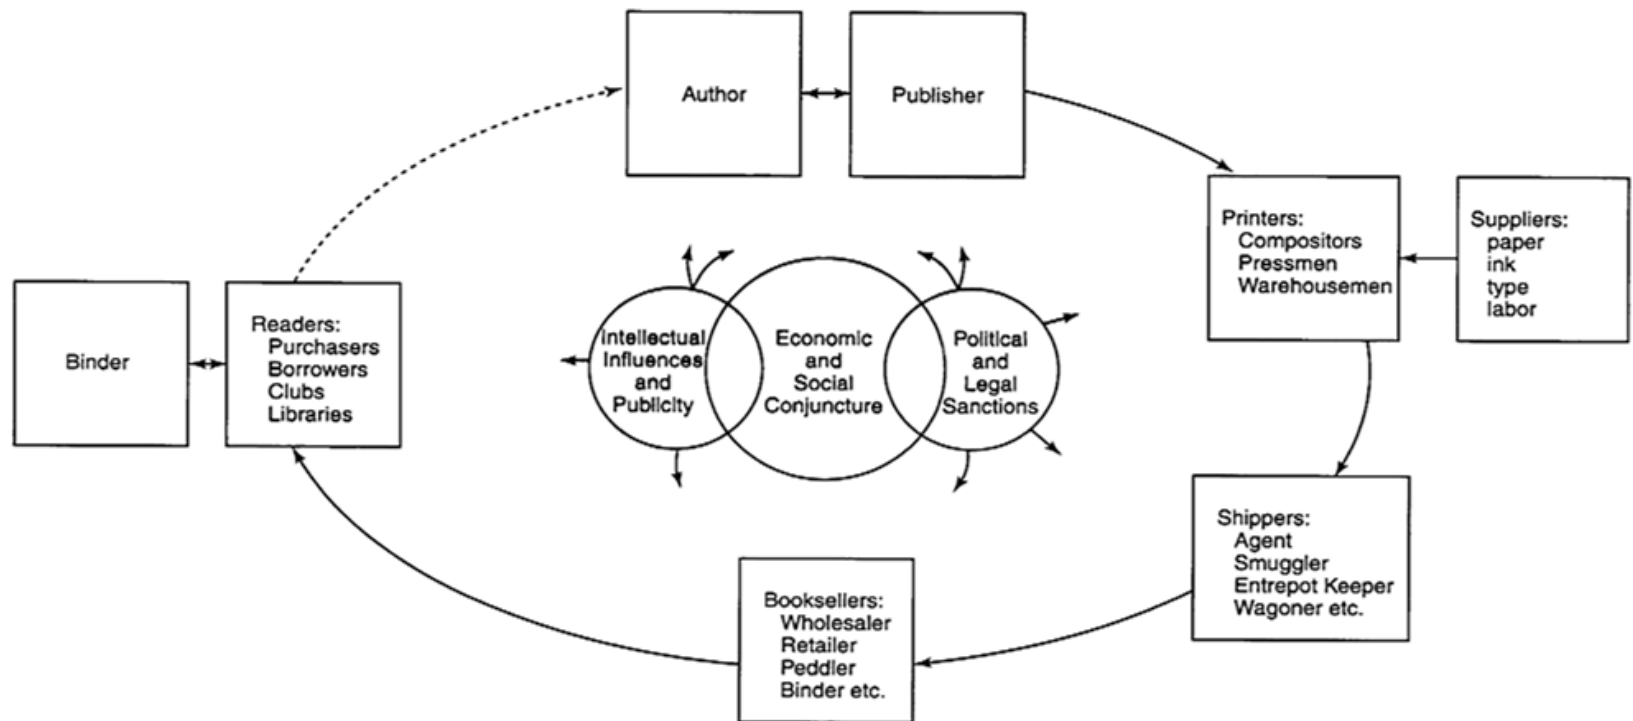 Author
Publisher
Printers:
Compositors
Pressmen
Warehousemen
Suppliers:
paper
ink
type
labor
Binder
Readers:
Purchasers
Borrowers
Clubs
Libraries
Intellectual
Influences
and
Publicity
Economic
and
Social
Conjuncture
Political
and
Legal
Sanctions
Shippers:
Agent
Smuggler
Entrepot Keeper
Wagoner etc.
Booksellers:
Wholesaler
Retailer
Peddler
Binder etc.